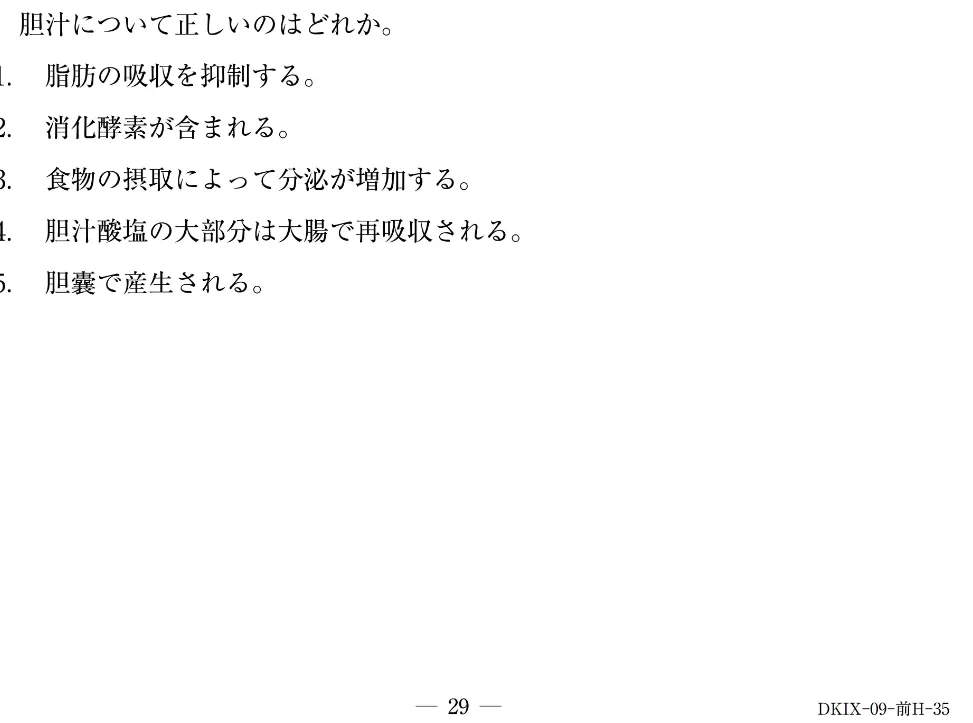 胆汁について正しいのはどれか。
1. 脂肪の吸収を抑制する。
2. 消化酵素が含まれる。
3. 食物の摂取によって分泌が増加する。
4. 胆汁酸塩の大部分は大腸で再吸収される。
5. 胆囊で産生される。
— 29 —
DKIX-09-前H-35